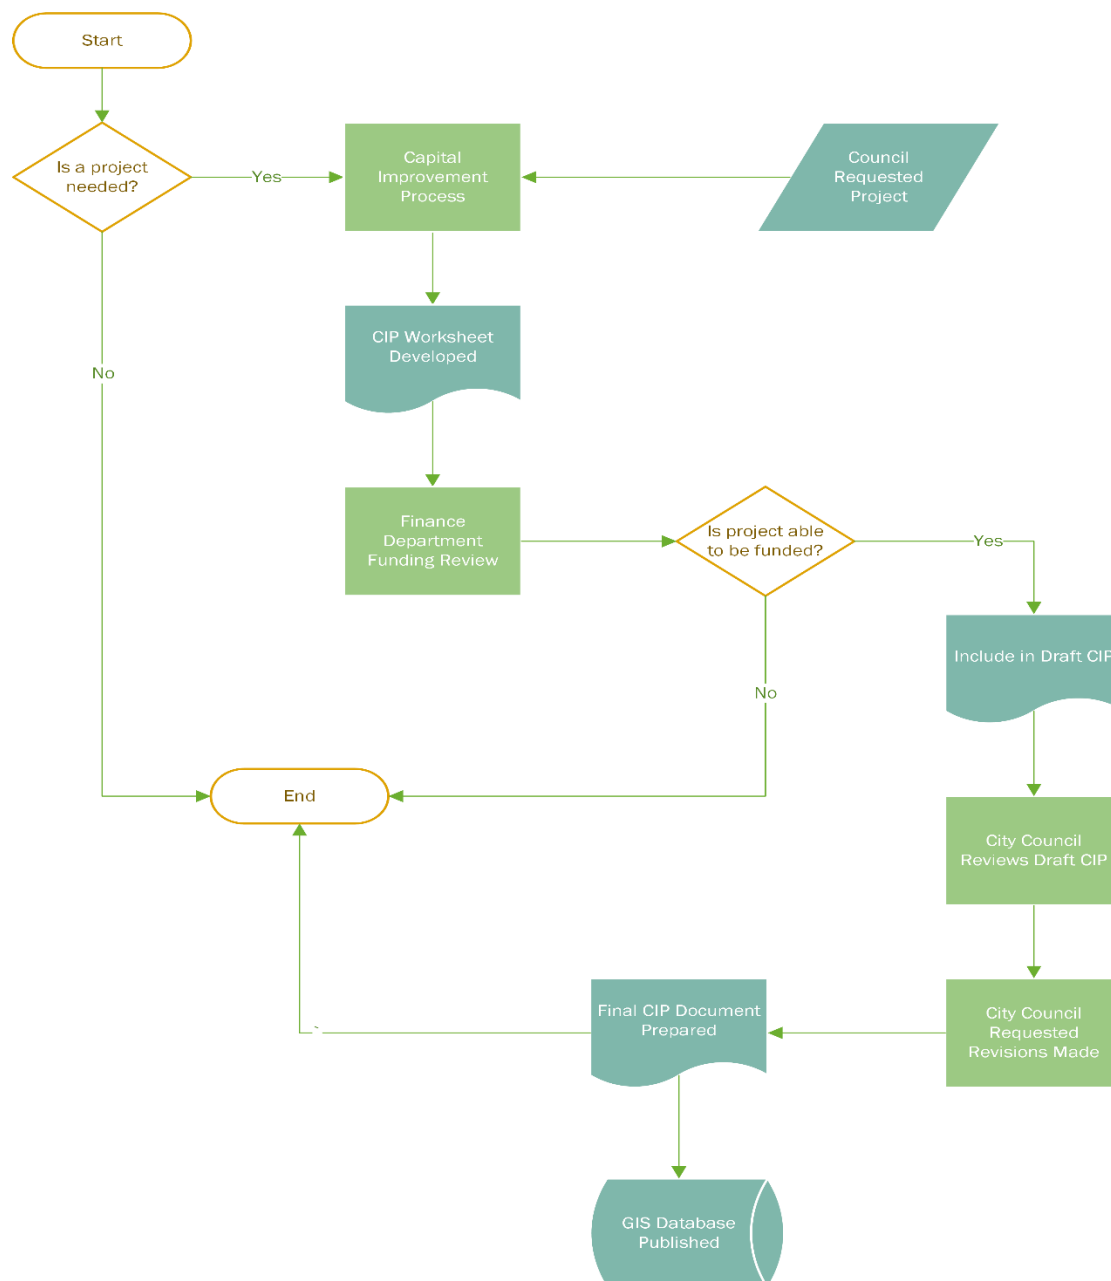 Start
Is a project
needed?
Yes
Capital
Improvement
Process
Council
Requested
Project
CIP Worksheet
Developed
No
Finance
Department
Funding Review
Is project able
to be funded?
Yes
Include in Draft CIP
No
End
City Council
Reviews Draft CIP
Final CIP Document
Prepared
City Council
Requested
Revisions Made
`
GIS Database
Published